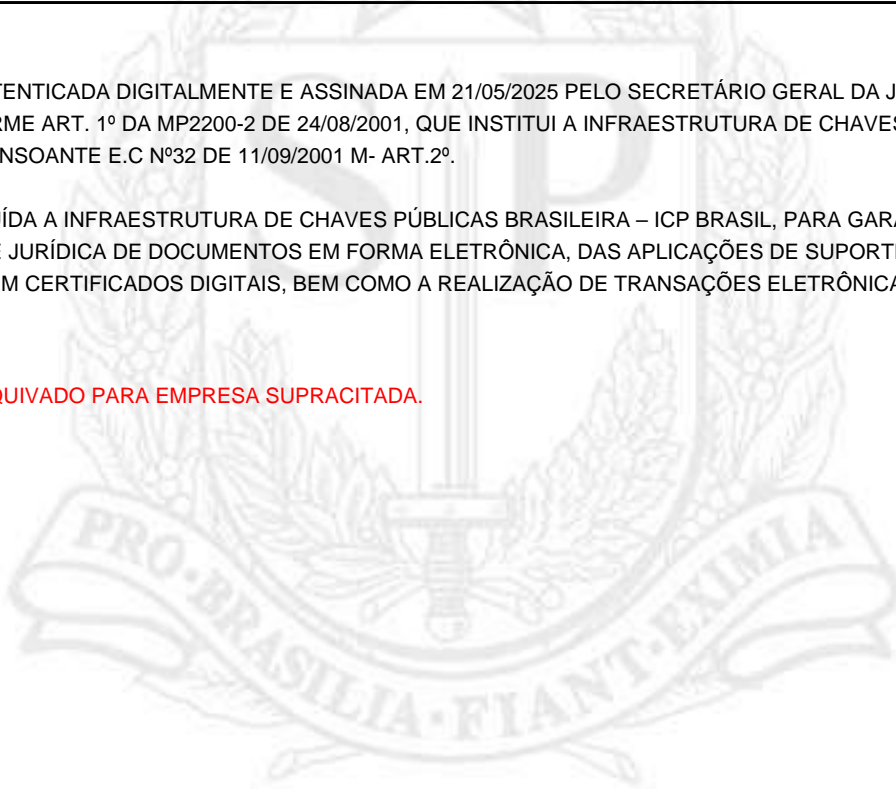 TENTICADA DIGITALMENTE E ASSINADA EM 21/05/2025 PELO SECRETÁRIO GERAL DA J
RME ART. 1º DA MP2200-2 DE 24/08/2001, QUE INSTITUI A INFRAESTRUTURA DE CHAVES
NSOANTE E.C Nº32 DE 11/09/2001 M- ART.2º.
ÍDA A INFRAESTRUTURA DE CHAVES PÚBLICAS BRASILEIRA – ICP BRASIL, PARA GARA
E JURÍDICA DE DOCUMENTOS EM FORMA ELETRÔNICA, DAS APLICAÇÕES DE SUPORTE
M CERTIFICADOS DIGITAIS, BEM COMO A REALIZAÇÃO DE TRANSAÇÕES ELETRÔNICA
QUIVADO PARA EMPRESA SUPRACITADA.
SP
PRO·BRASILIA·FIANT·EXIMIA